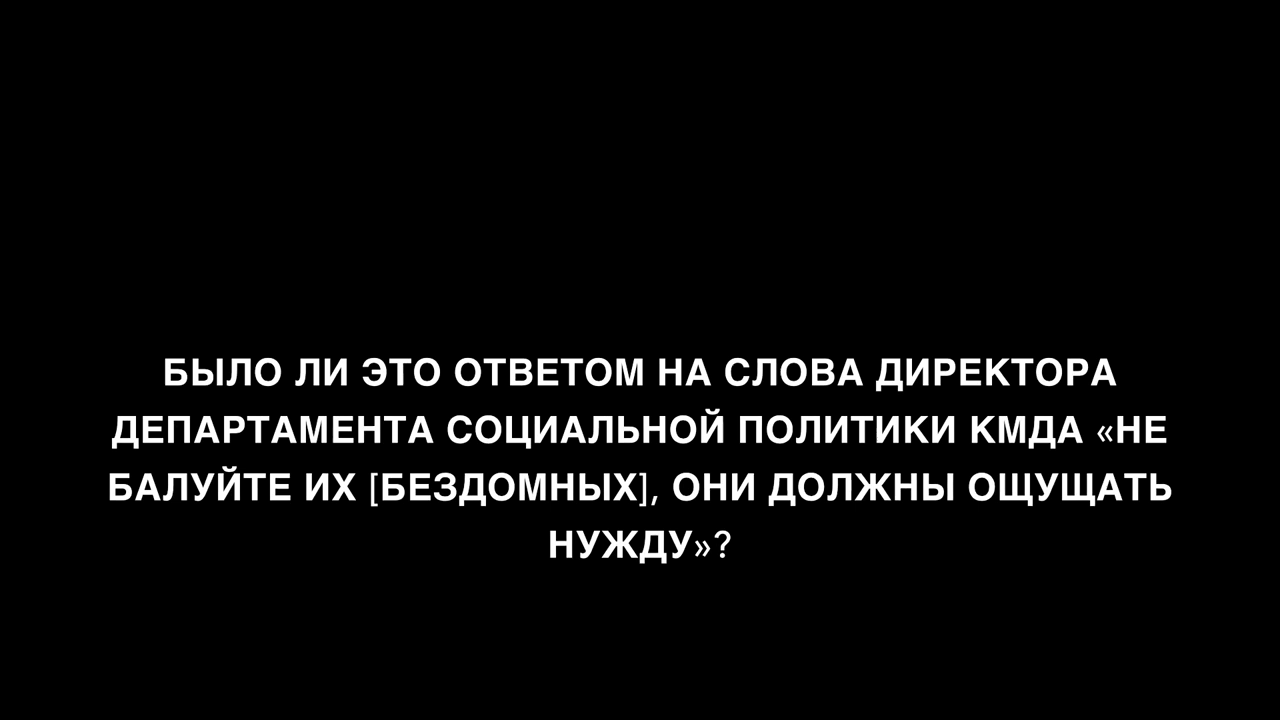 БЫЛО ЛИ ЭТО ОТВЕТОМ НА СЛОВА ДИРЕКТОРА
ДЕПАРТАМЕНТА СОЦИАЛЬНОЙ ПОЛИТИКИ КМДА «НЕ
БАЛУЙТЕ ИХ [БЕЗДОМНЫХ], ОНИ ДОЛЖНЫ ОЩУЩАТЬ
НУЖДУ»?